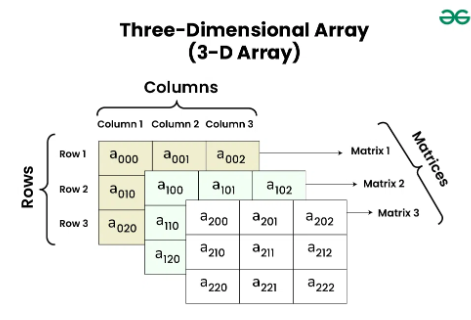 Three-Dimensional Array
(3-D Array)
Columns
Column 1 Column 2 Column 3
Rows
Row 1
Row 2
Row 3
a000 a001 a002
a010
a020
a100 a101 a102
a110
a120
a200 a201 a202
a210 a211 a212
a220 a221 a222
Matrix 1
Matrix 2
Matrix 3
Matrices